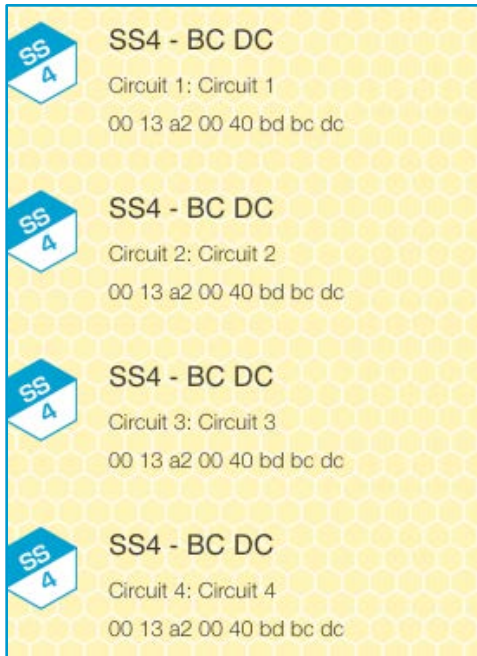 SS
4
SS4 - BC DC
Circuit 1: Circuit 1
00 13 a2 00 40 bd bc dc
SS
4
SS4 - BC DC
Circuit 2: Circuit 2
00 13 a2 00 40 bd bc dc
SS
4
SS4 - BC DC
Circuit 3: Circuit 3
00 13 a2 00 40 bd bc dc
SS
4
SS4 - BC DC
Circuit 4: Circuit 4
00 13 a2 00 40 bd bc dc